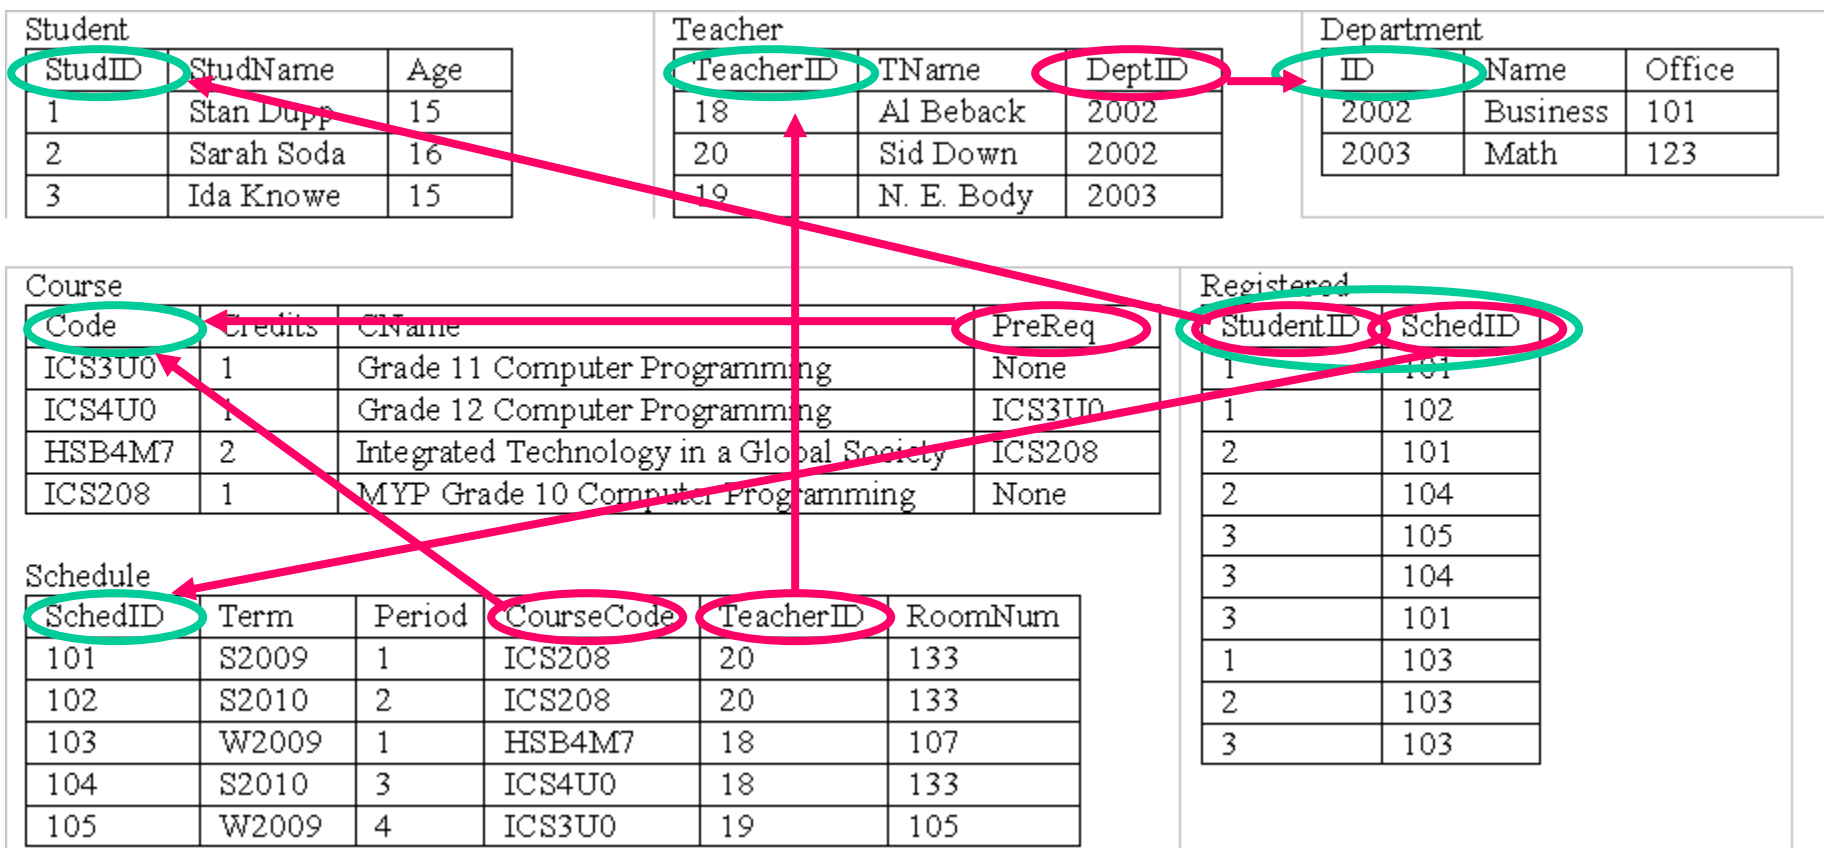 Student
StudID StudName Age
1 Stan Dupp 15
2 Sarah Soda 16
3 Ida Knowe 15
Teacher
TeacherID TName DeptID
18 Al Beback 2002
20 Sid Down 2002
19 N. E. Body 2003
Department
ID Name Office
2002 Business 101
2003 Math 123
Course
Code Credits CName PreReq
ICS3U0 1 Grade 11 Computer Programming None
ICS4U0 1 Grade 12 Computer Programming ICS3U0
HSB4M7 2 Integrated Technology in a Global Society ICS208
ICS208 1 MYP Grade 10 Computer Programming None
Registered
StudentID SchedID
1 101
1 102
2 101
2 104
3 105
3 104
3 101
1 103
2 103
3 103
Schedule
SchedID Term Period CourseCode TeacherID RoomNum
101 S2009 1 ICS208 20 133
102 S2010 2 ICS208 20 133
103 W2009 1 HSB4M7 18 107
104 S2010 3 ICS4U0 18 133
105 W2009 4 ICS3U0 19 105